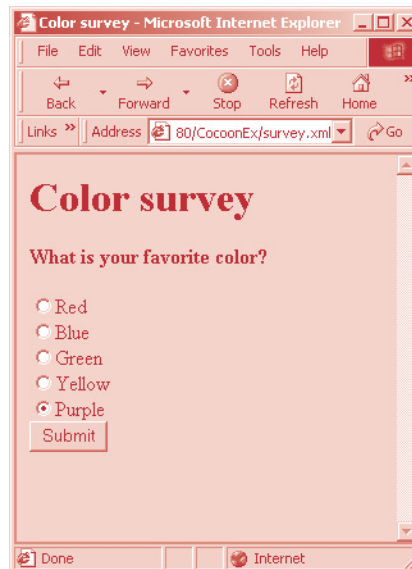 Color survey - Microsoft Internet Explorer
File Edit View Favorites Tools Help
Back Forward Stop Refresh Home »
Links » Address 80/CocoonEx/survey.xml Go
Color survey
What is your favorite color?
Red
Blue
Green
Yellow
Purple
Submit
Done Internet